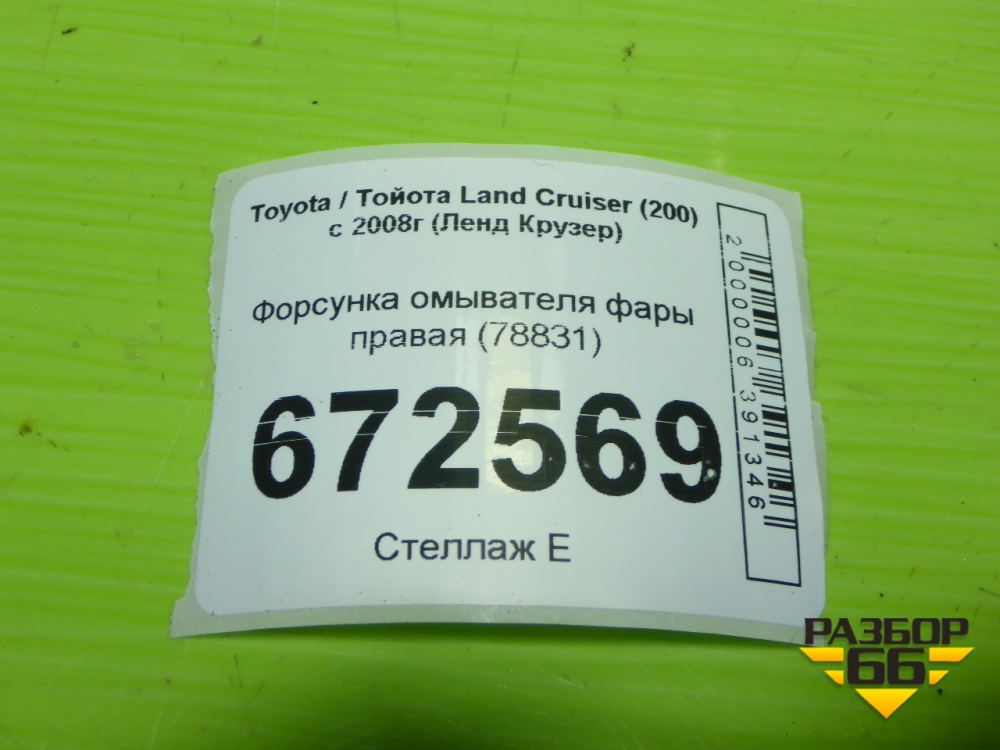 Toyota / Тойота Land Cruiser (200)
с 2008г (Ленд Крузер)
Форсунка омывателя фары
правая (78831)
672569
Стеллаж Е
2000006391346
РАЗБОР
66